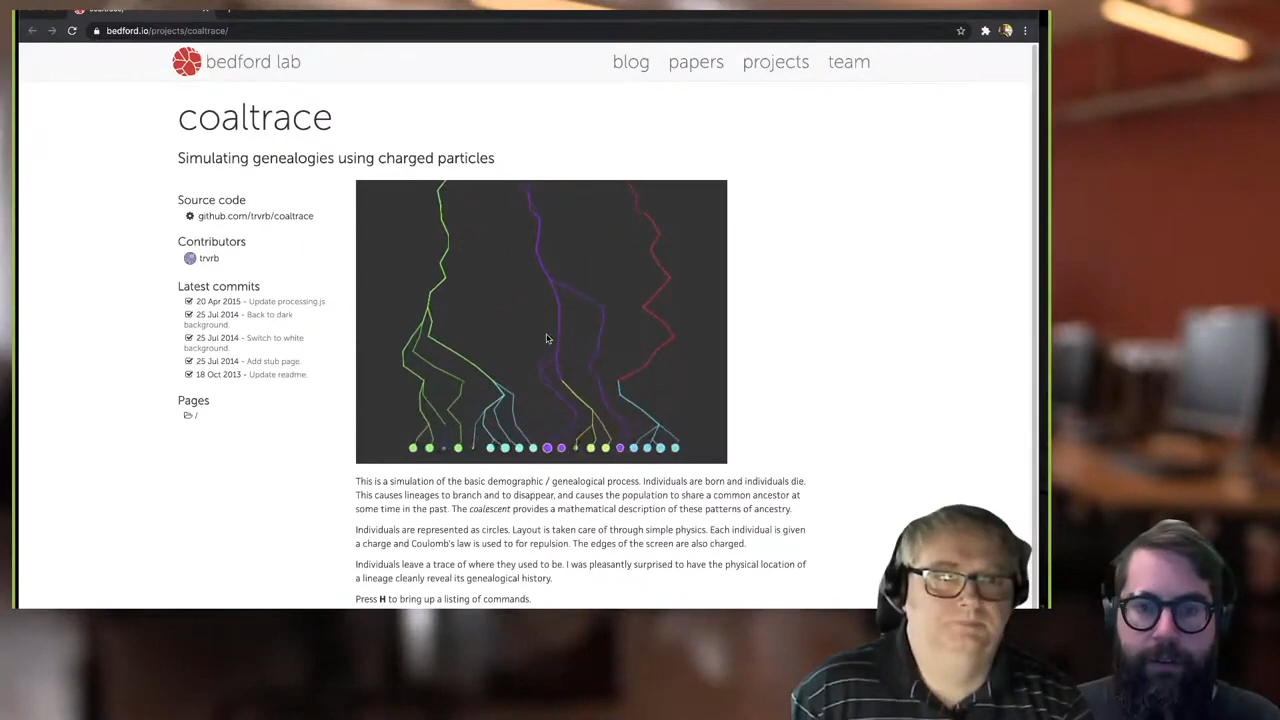 bedford.io/projects/coaltrace/
bedford lab
blog papers projects team
coaltrace
Simulating genealogies using charged particles
Source code
github.com/trvrb/coaltrace
Contributors
trvrb
Latest commits
20 Apr 2015 - Update processing.js
25 Jul 2014 - Back to dark
background.
25 Jul 2014 - Switch to white
background.
25 Jul 2014 - Add stub page.
18 Oct 2013 - Update readme.
Pages
/
This is a simulation of the basic demographic / genealogical process. Individuals are born and individuals die.
This causes lineages to branch and to disappear, and causes the population to share a common ancestor at
some time in the past. The coalescent provides a mathematical description of these patterns of ancestry.
Individuals are represented as circles. Layout is taken care of through simple physics. Each individual is given
a charge and Coulomb's law is used to for repulsion. The edges of the screen are also charged.
Individuals leave a trace of where they used to be. I was pleasantly surprised to have the physical location of
a lineage cleanly reveal its genealogical history.
Press H to bring up a listing of commands.